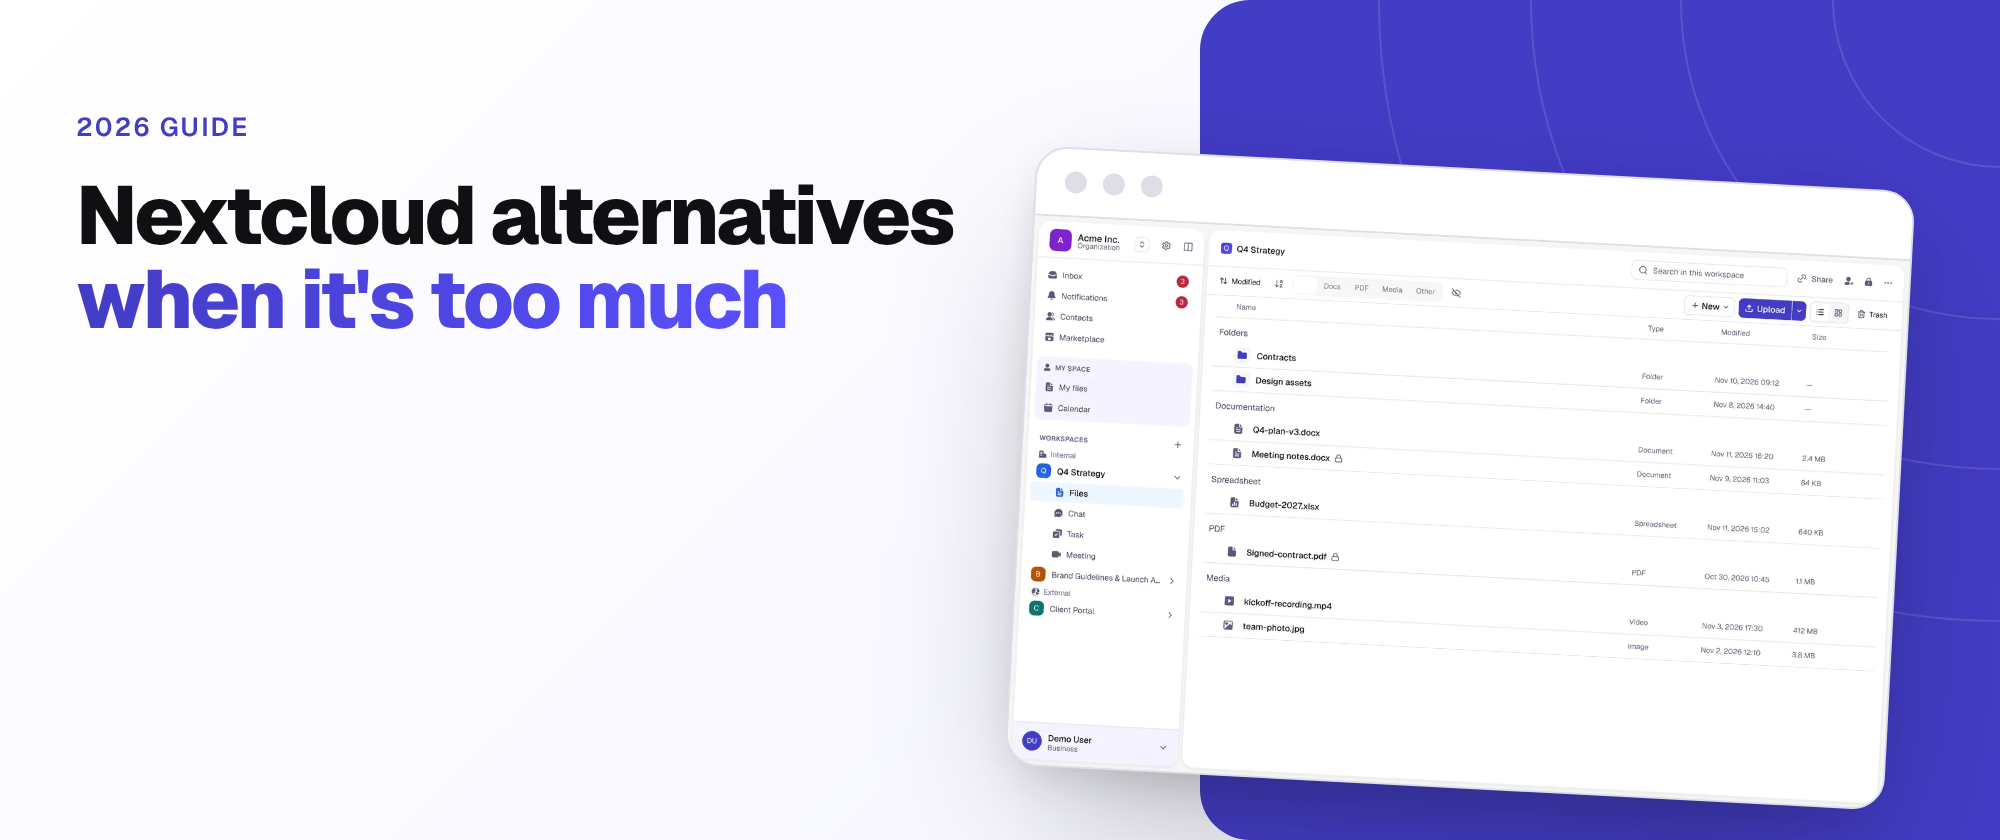 2026 GUIDE
Nextcloud alternatives
when it's too much
A
Acme Inc.
Organization
Inbox 3
Notifications 3
Contacts
Marketplace
MY SPACE
My files
Calendar
WORKSPACES +
Internal
Q Q4 Strategy
Files
Chat
Task
Meeting
B Brand Guidelines & Launch A...
External
C Client Portal
DU
Demo User
Business
Q Q4 Strategy
Search in this workspace
Share
Modified
Docs PDF Media Other
+ New
Upload
Trash
Name Type Modified Size
Folders
Contracts Folder Nov 10, 2026 09:12 —
Design assets Folder Nov 8, 2026 14:40 —
Documentation
Q4-plan-v3.docx Document Nov 11, 2026 16:20 2.4 MB
Meeting notes.docx Document Nov 9, 2026 11:03 84 KB
Spreadsheet
Budget-2027.xlsx Spreadsheet Nov 11, 2026 15:02 640 KB
PDF
Signed-contract.pdf PDF Oct 30, 2026 10:45 1.1 MB
Media
kickoff-recording.mp4 Video Nov 3, 2026 17:30 412 MB
team-photo.jpg Image Nov 2, 2026 12:10 3.8 MB